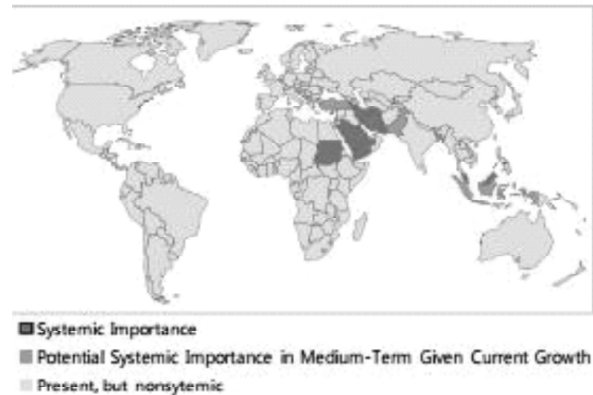 Systemic Importance
Potential Systemic Importance in Medium-Term Given Current Growth
Present, but nonsytemic